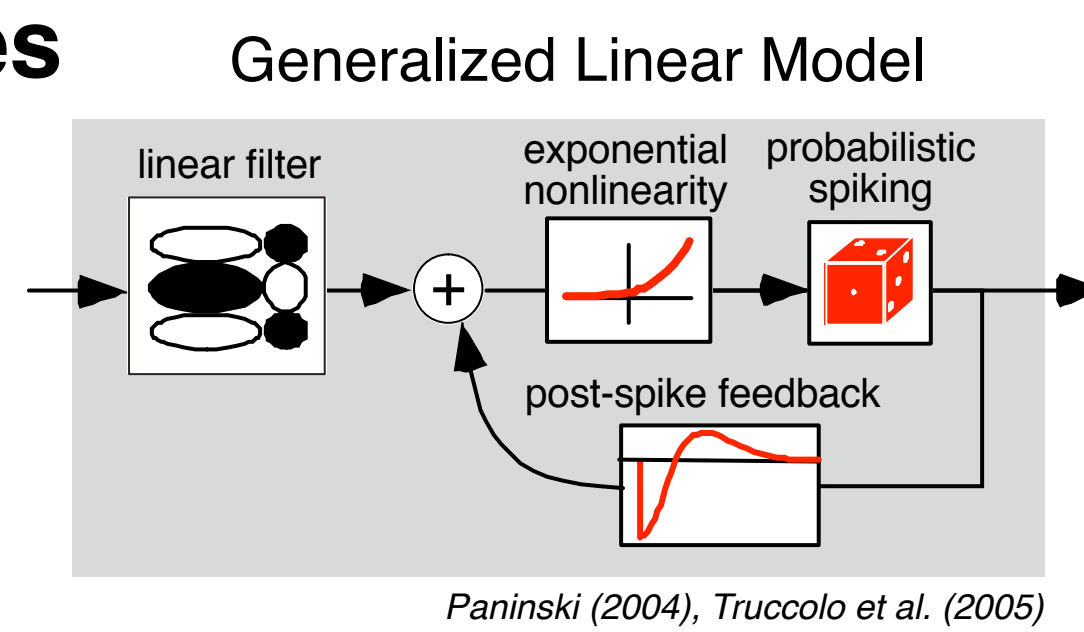 es
Generalized Linear Model
linear filter
exponential
nonlinearity
probabilistic
spiking
+
post-spike feedback
Paninski (2004), Truccolo et al. (2005)